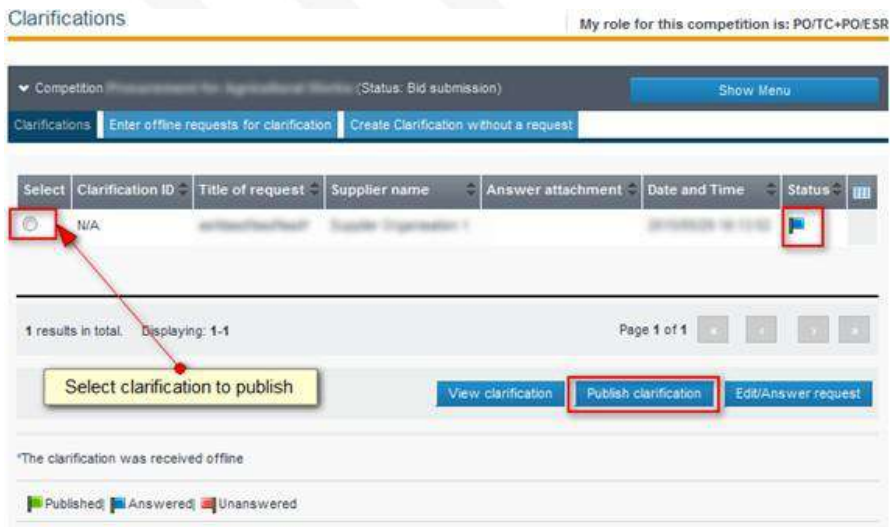 Clarifications
My role for this competition is: PO/TC+PO/ESR
Competition (Status: Bid submission)
Show Menu
Clarifications Enter offline requests for clarification Create Clarification without a request
Select Clarification ID Title of request Supplier name Answer attachment Date and Time Status
N/A
1 results in total. Displaying: 1-1 Page 1 of 1
Select clarification to publish
View clarification Publish clarification Edit/Answer request
*The clarification was received offline
Published| Answered| Unanswered